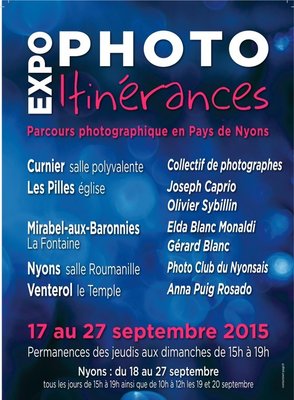 EXPO PHOTO
Itinérances
Parcours photographique en Pays de Nyons
Curnier salle polyvalente Collectif de photographes
Les Pilles église Joseph Caprio
Olivier Sybillin
Mirabel-aux-Baronnies Elda Blanc Monaldi
La Fontaine Gérard Blanc
Nyons salle Roumanille Photo Club du Nyonsais
Venterol le Temple Anna Puig Rosado
17 au 27 septembre 2015
Permanences des jeudis aux dimanches de 15h à 19h
Nyons : du 18 au 27 septembre
tous les jours de 15h à 19h ainsi que de 10h à 12h les 19 et 20 septembre